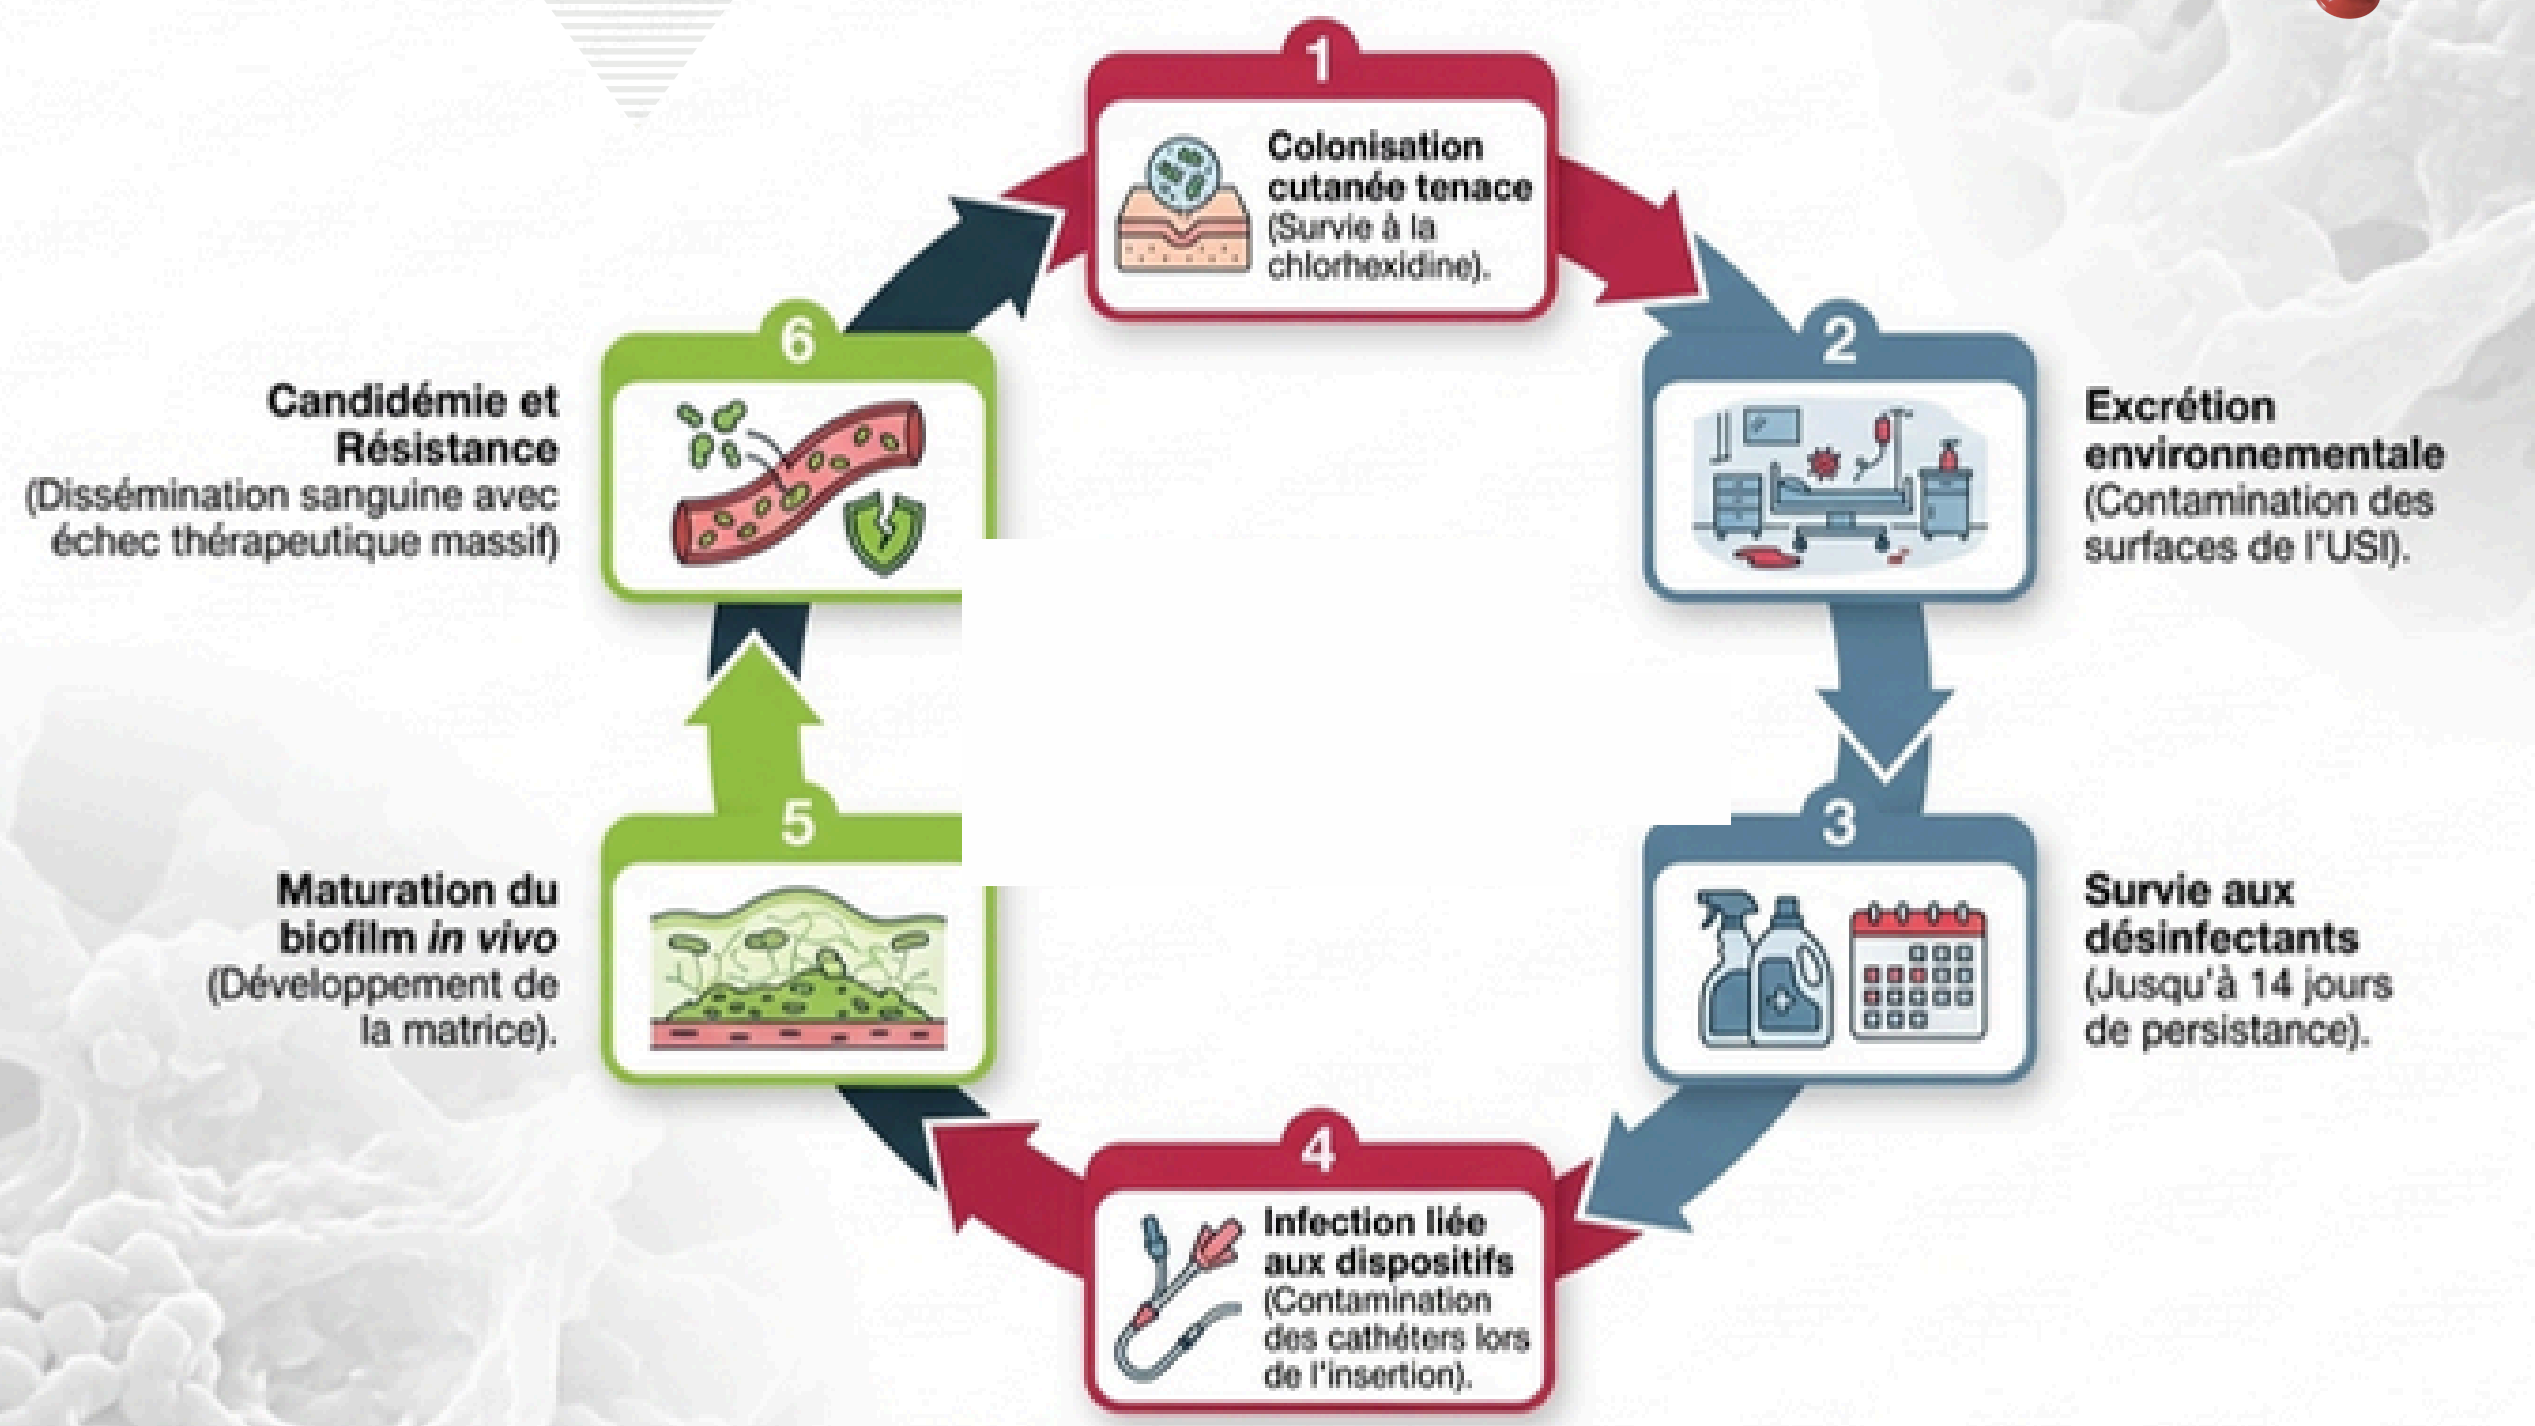 1
Colonisation
cutanée tenace
(Survie à la
chlorhexidine).
2
Excrétion
environnementale
(Contamination des
surfaces de l'USI).
3
Survie aux
désinfectants
(Jusqu'à 14 jours
de persistance).
4
Infection liée
aux dispositifs
(Contamination
des cathéters lors
de l'insertion).
5
Maturation du
biofilm in vivo
(Développement de
la matrice).
6
Candidémie et
Résistance
(Dissémination sanguine avec
échec thérapeutique massif)